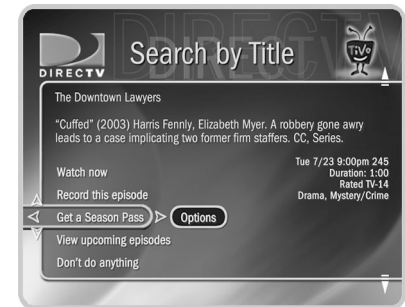 DIRECTV
Search by Title
TiVo
DIRECTV
The Downtown Lawyers
“Cuffed” (2003) Harris Fennly, Elizabeth Myer. A robbery gone awry
leads to a case implicating two former firm staffers. CC, Series.
Tue 7/23 9:00pm 245
Duration: 1:00
Rated TV-14
Drama, Mystery/Crime
Watch now
Record this episode
Get a Season Pass
Options
View upcoming episodes
Don't do anything